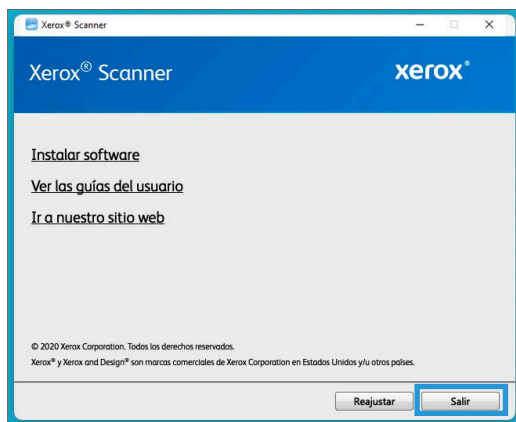 Xerox® Scanner
Xerox® Scanner
xerox®
Instalar software
Ver las guías del usuario
Ir a nuestro sitio web
© 2020 Xerox Corporation. Todos los derechos reservados.
Xerox® y Xerox and Design® son marcas comerciales de Xerox Corporation en Estados Unidos y/u otros países.
Reajustar
Salir